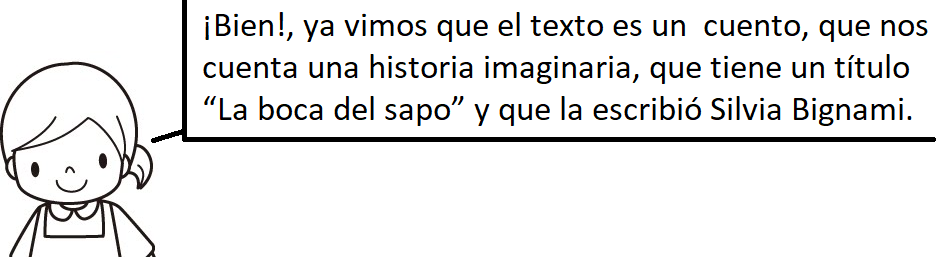 ¡Bien!, ya vimos que el texto es un  cuento, que nos
cuenta una historia imaginaria, que tiene un título
“La boca del sapo” y que la escribió Silvia Bignami.